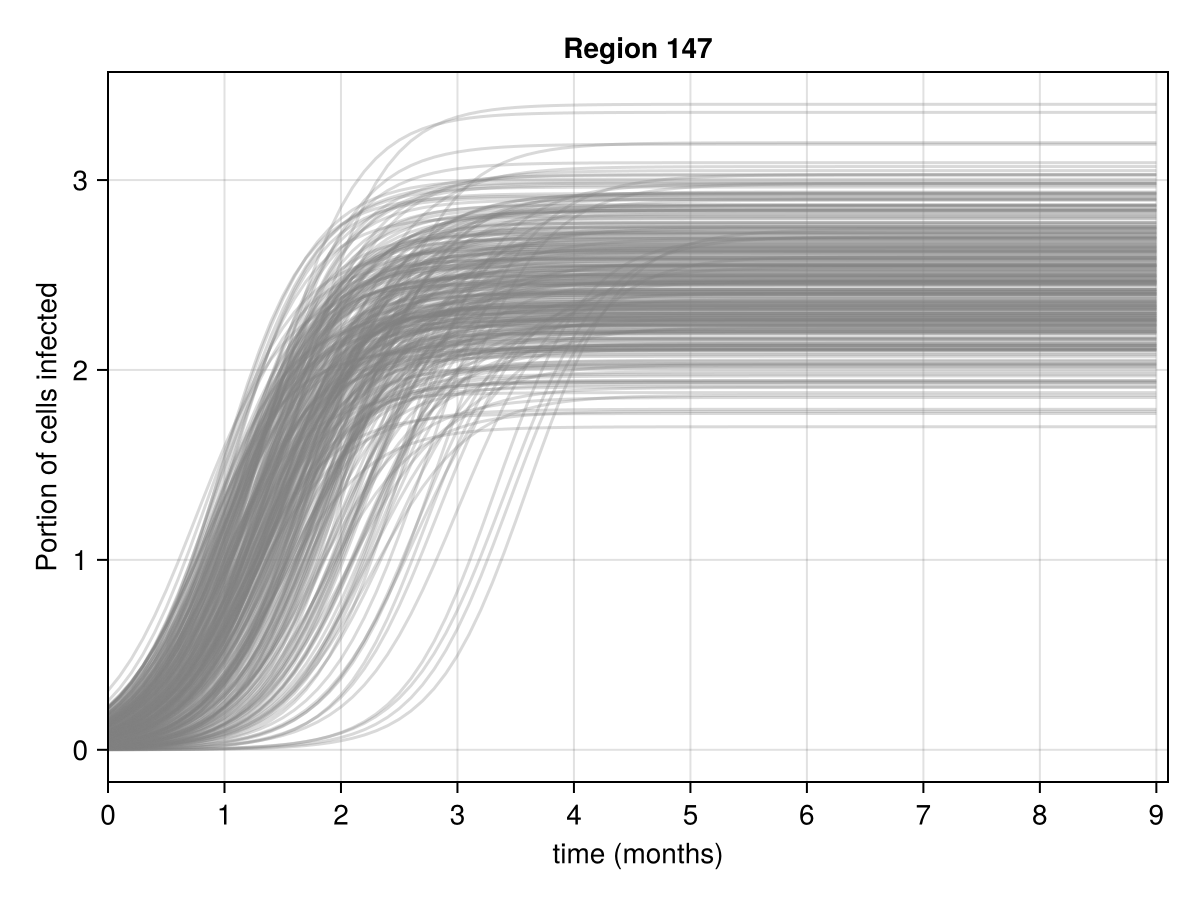 Region 147
Portion of cells infected
3
2
1
0
0 1 2 3 4 5 6 7 8 9
time (months)